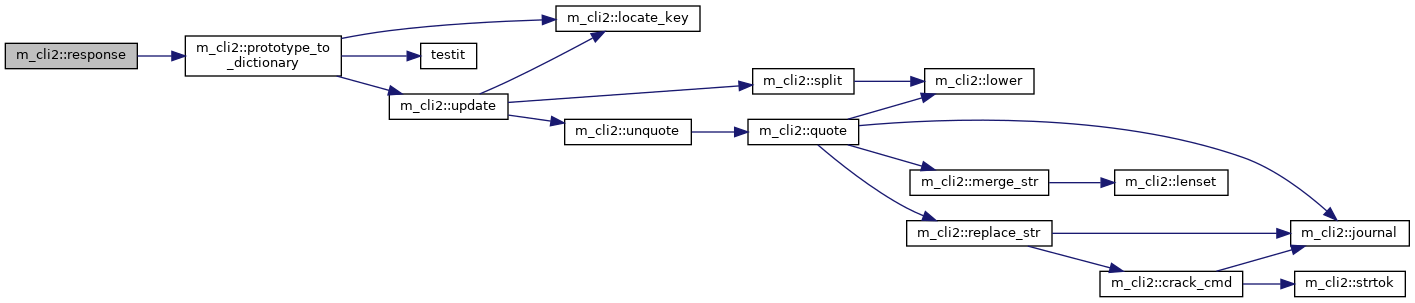 m_cli2::response
m_cli2::prototype_to
_dictionary
m_cli2::locate_key
testit
m_cli2::update
m_cli2::split
m_cli2::lower
m_cli2::unquote
m_cli2::quote
m_cli2::merge_str
m_cli2::lenset
m_cli2::replace_str
m_cli2::journal
m_cli2::crack_cmd
m_cli2::strtok